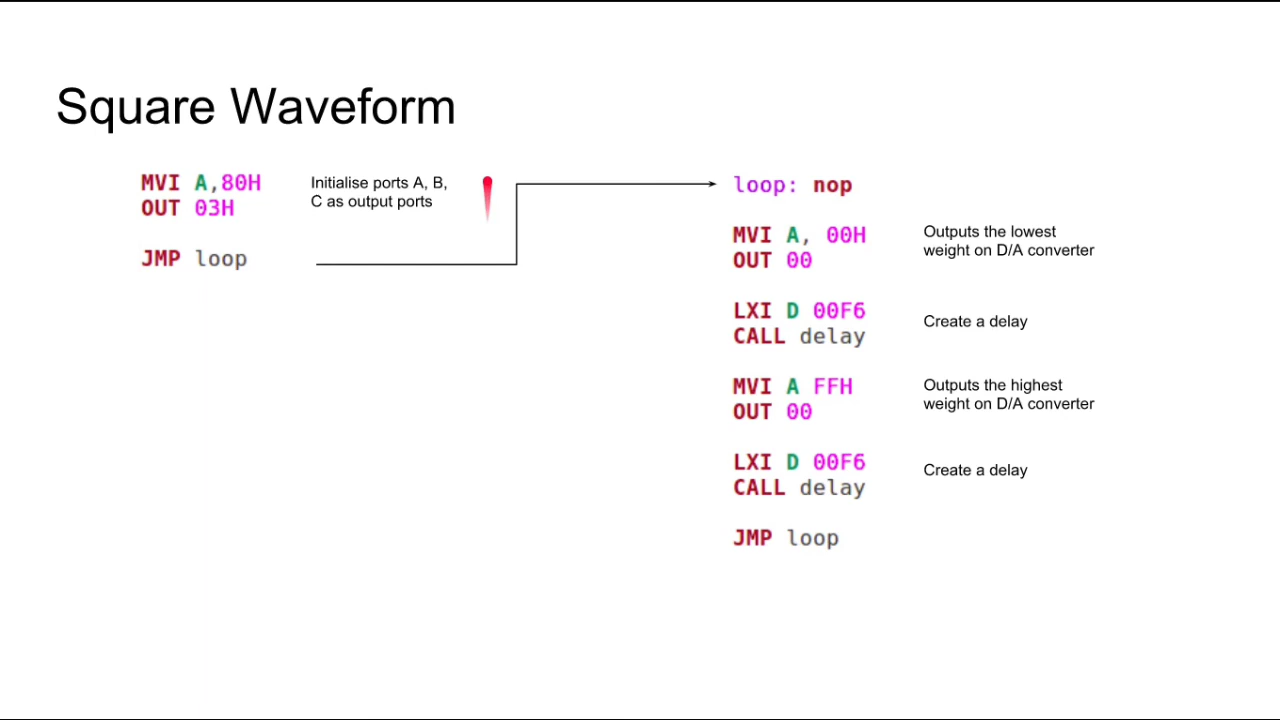 Square Waveform
MVI A,80H
OUT 03H
JMP loop
Initialise ports A, B,
C as output ports
loop: nop
MVI A, 00H
OUT 00
Outputs the lowest
weight on D/A converter
LXI D 00F6
CALL delay
Create a delay
MVI A FFH
OUT 00
Outputs the highest
weight on D/A converter
LXI D 00F6
CALL delay
Create a delay
JMP loop